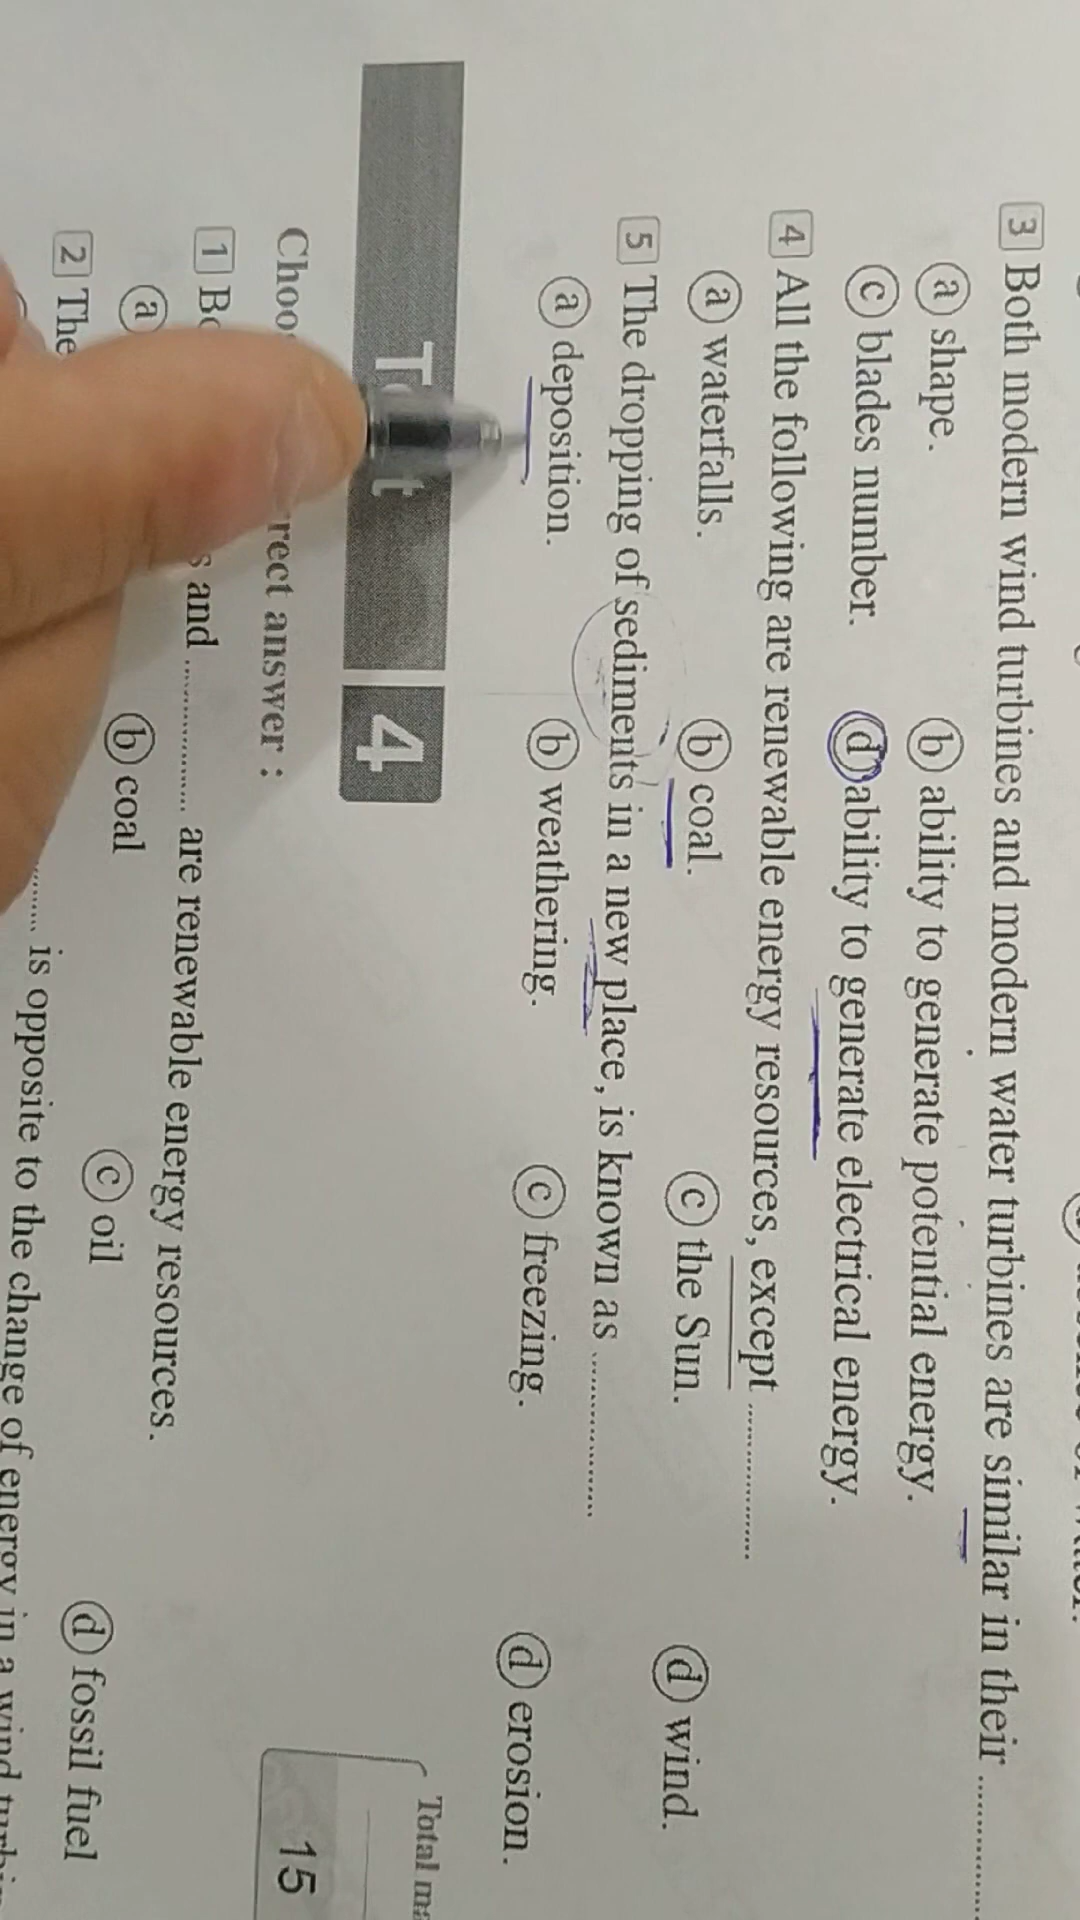 3 Both modern wind turbines and modern water turbines are similar in their ............
a shape. b ability to generate potential energy.
c blades number. d ability to generate electrical energy.
4 All the following are renewable energy resources, except ............
a waterfalls. b coal. c the Sun. d wind.
5 The dropping of sediments in a new place, is known as ............
a deposition. b weathering. c freezing. d erosion.
4
Total
15
answer :
1 and ............ are renewable energy resources.
a b coal c oil d fossil fuel
2 The ............ is opposite to the change of energy in a wind